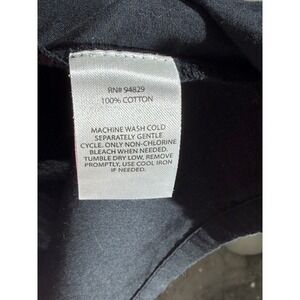 RN# 94829
100% COTTON
MACHINE WASH COLD
SEPARATELY GENTLE
CYCLE. ONLY NON-CHLORINE
BLEACH WHEN NEEDED.
TUMBLE DRY LOW, REMOVE
PROMPTLY, USE COOL IRON
IF NEEDED.